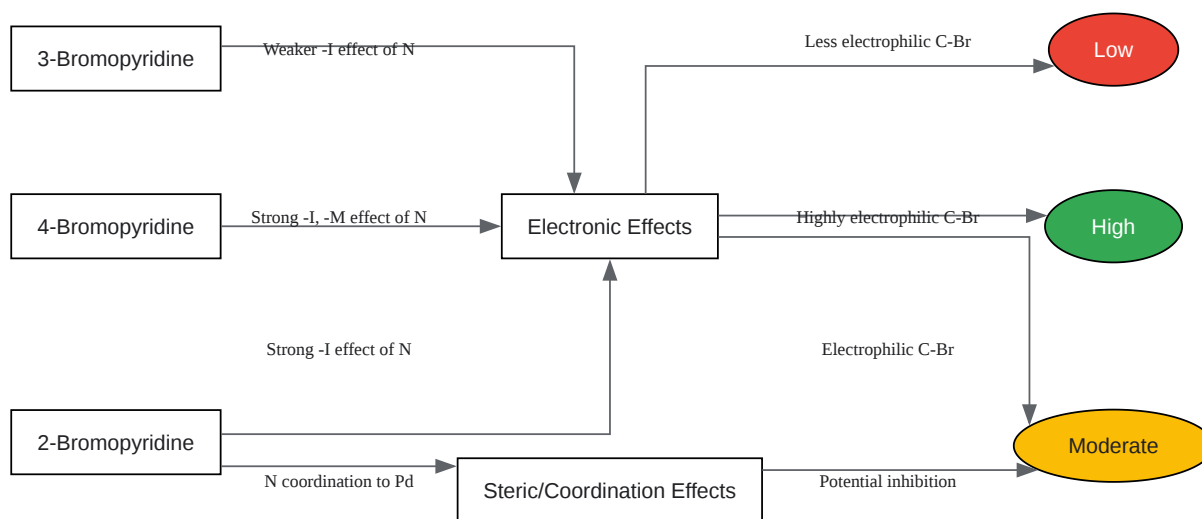 3-Bromopyridine
Weaker -I effect of N
Less electrophilic C-Br
Low
4-Bromopyridine
Strong -I, -M effect of N
Electronic Effects
Highly electrophilic C-Br
High
Strong -I effect of N
Electrophilic C-Br
2-Bromopyridine
Moderate
N coordination to Pd
Steric/Coordination Effects
Potential inhibition